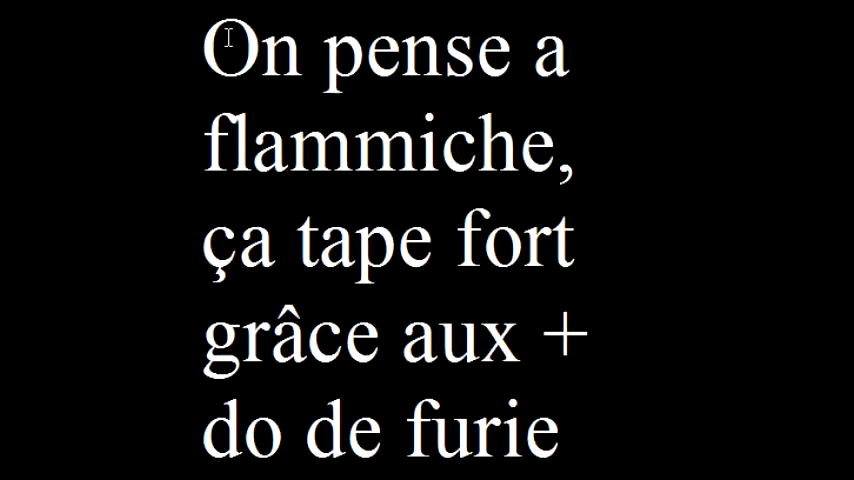 On pense a
flammiche,
ça tape fort
grâce aux +
do de furie